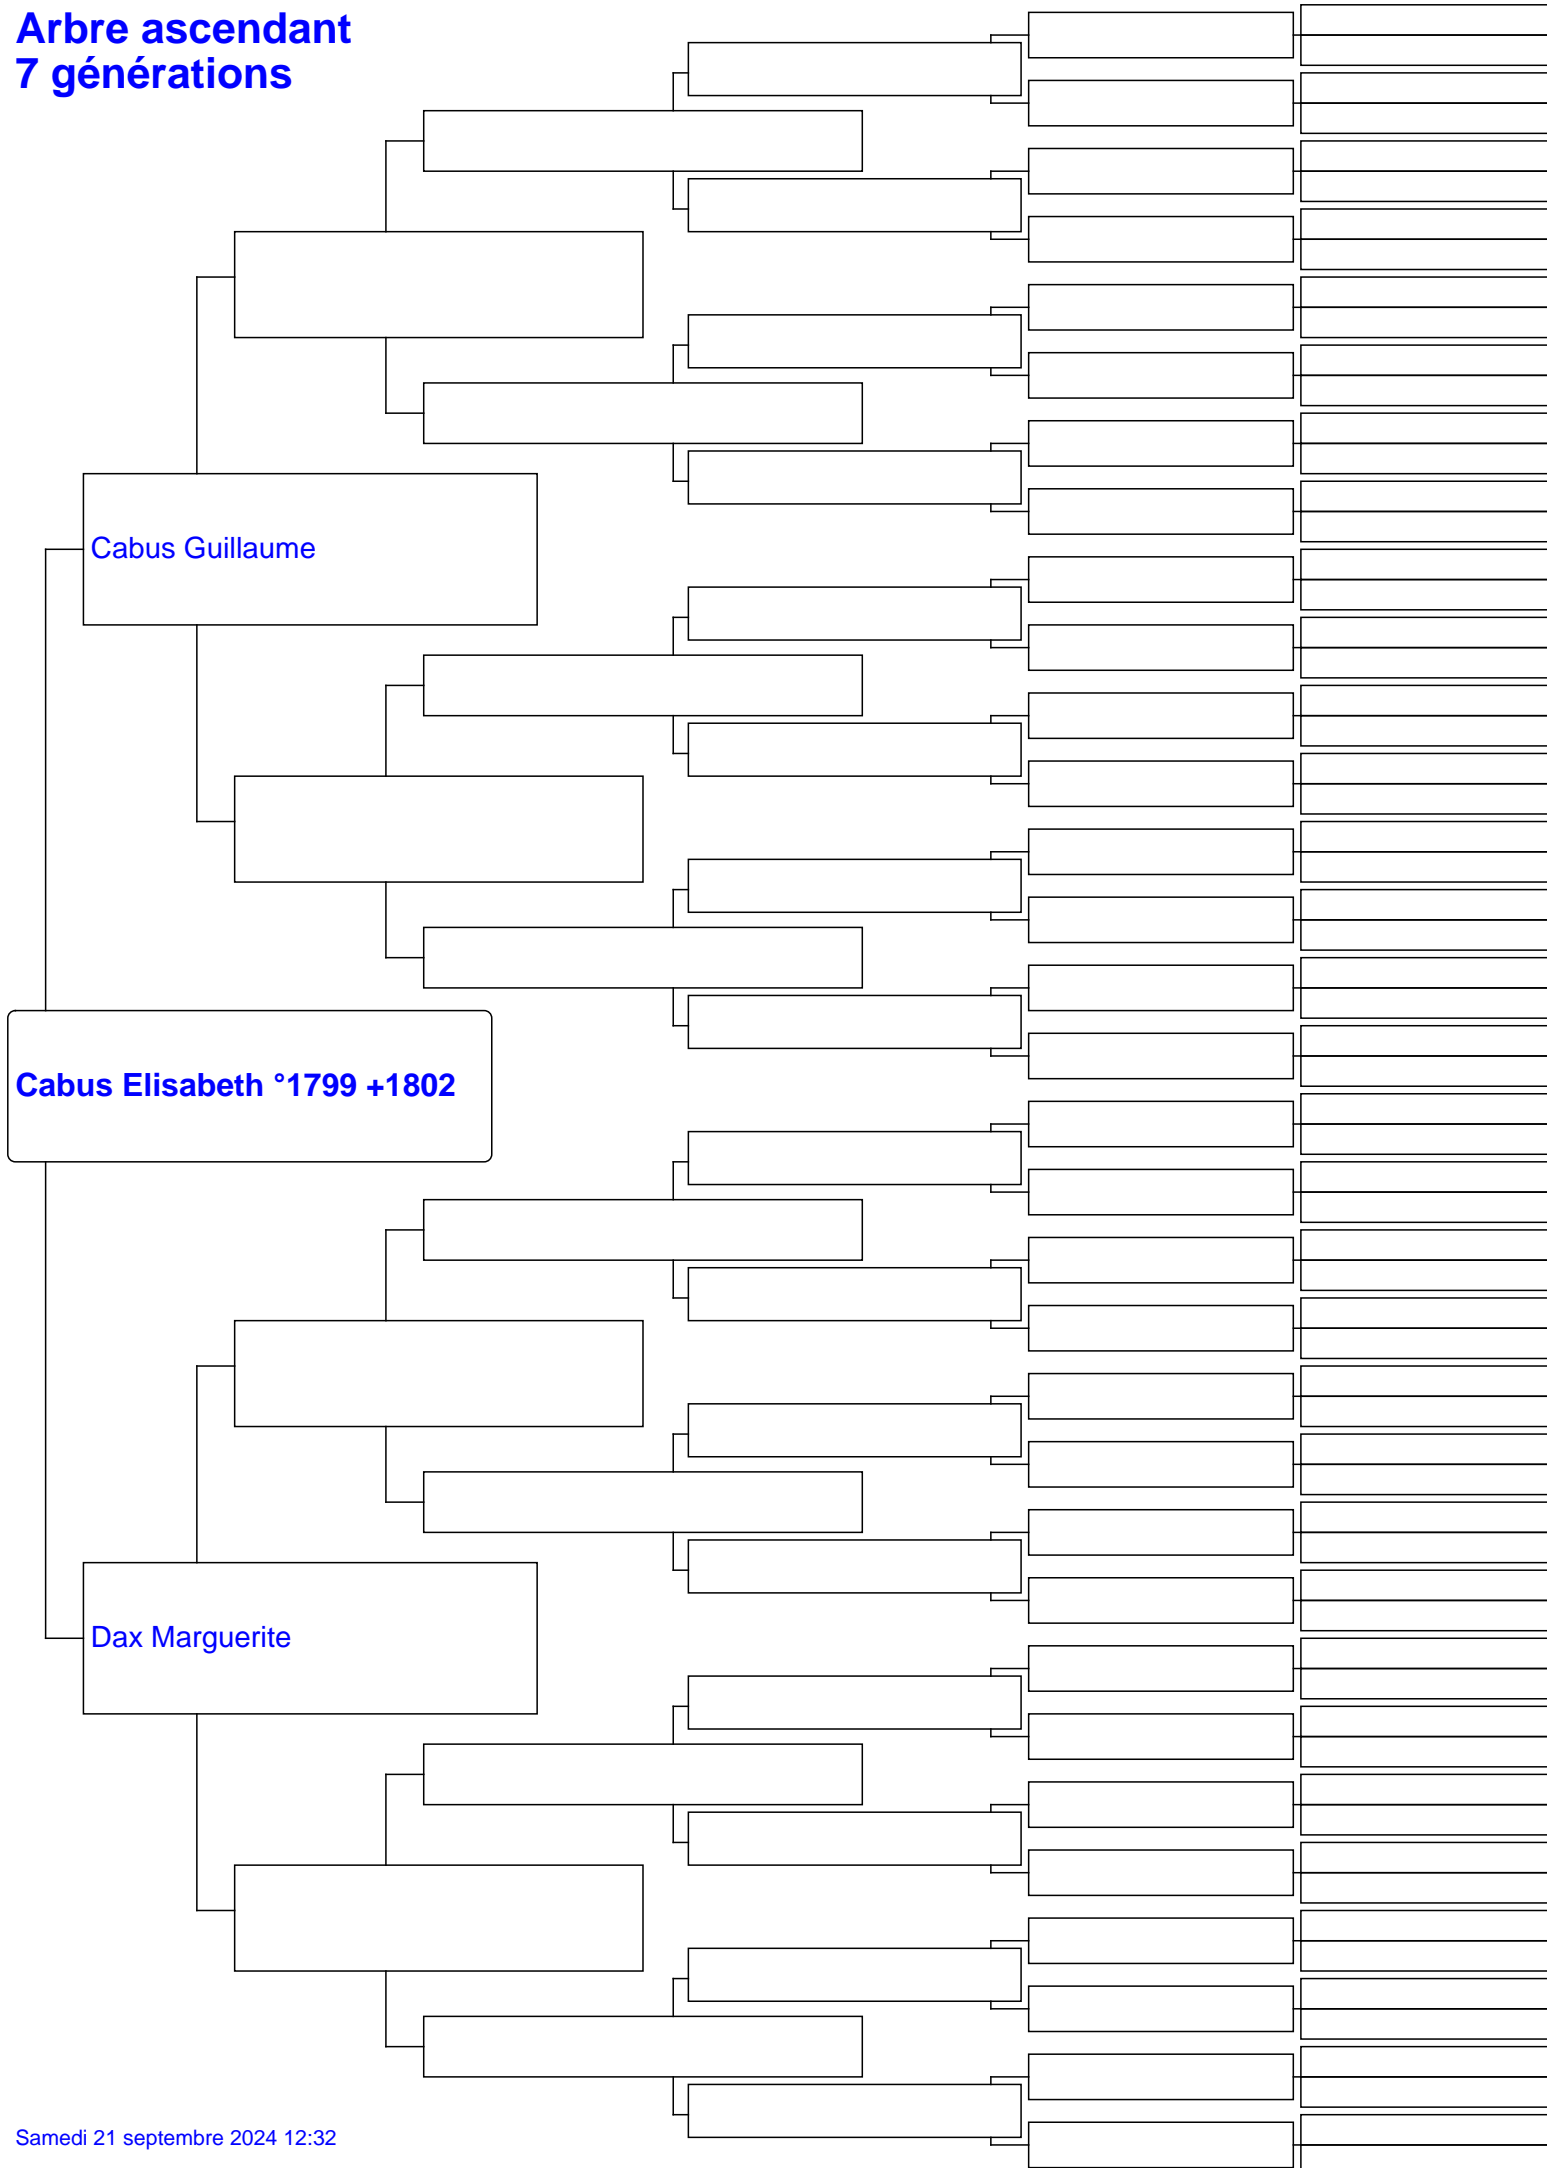 Arbre ascendant
7 générations
Cabus Guillaume
Cabus Elisabeth °1799 +1802
Dax Marguerite
Samedi 21 septembre 2024 12:32